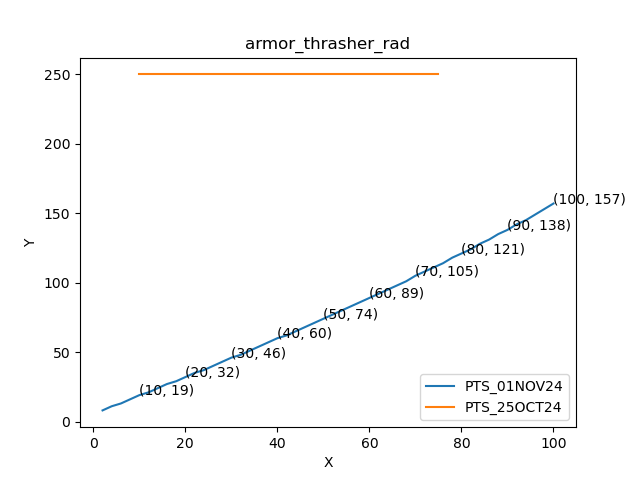 armor_thrasher_rad
250
200
150
100
50
0
Y
(100, 157)
(90, 138)
(80, 121)
(70, 105)
(60, 89)
(50, 74)
(40, 60)
(30, 46)
(20, 32)
(10, 19)
PTS_01NOV24
PTS_25OCT24
0 20 40 60 80 100
X